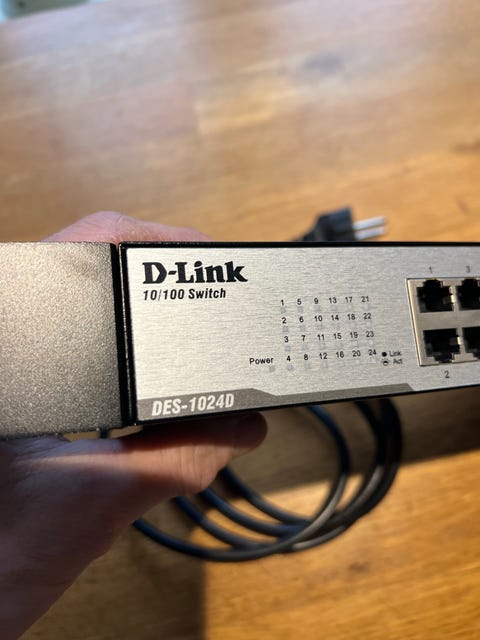 D-Link
10/100 Switch
1 5 9 13 17 21
2 6 10 14 18 22
3 7 11 15 19 23
Power 4 8 12 16 20 24 Link
Act
DES-1024D
1 3
2